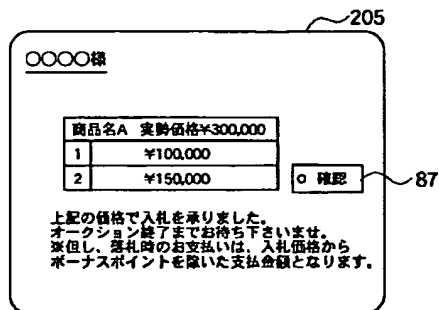 205
○○○○様
商品名A 実勢価格¥300,000
1 ¥100,000
2 ¥150,000
○ 確認
87
上記の価格で入札を承りました。
オークション終了までお待ち下さいませ。
※但し、落札時のお支払いは、入札価格から
ボーナスポイントを除いた支払金額となります。